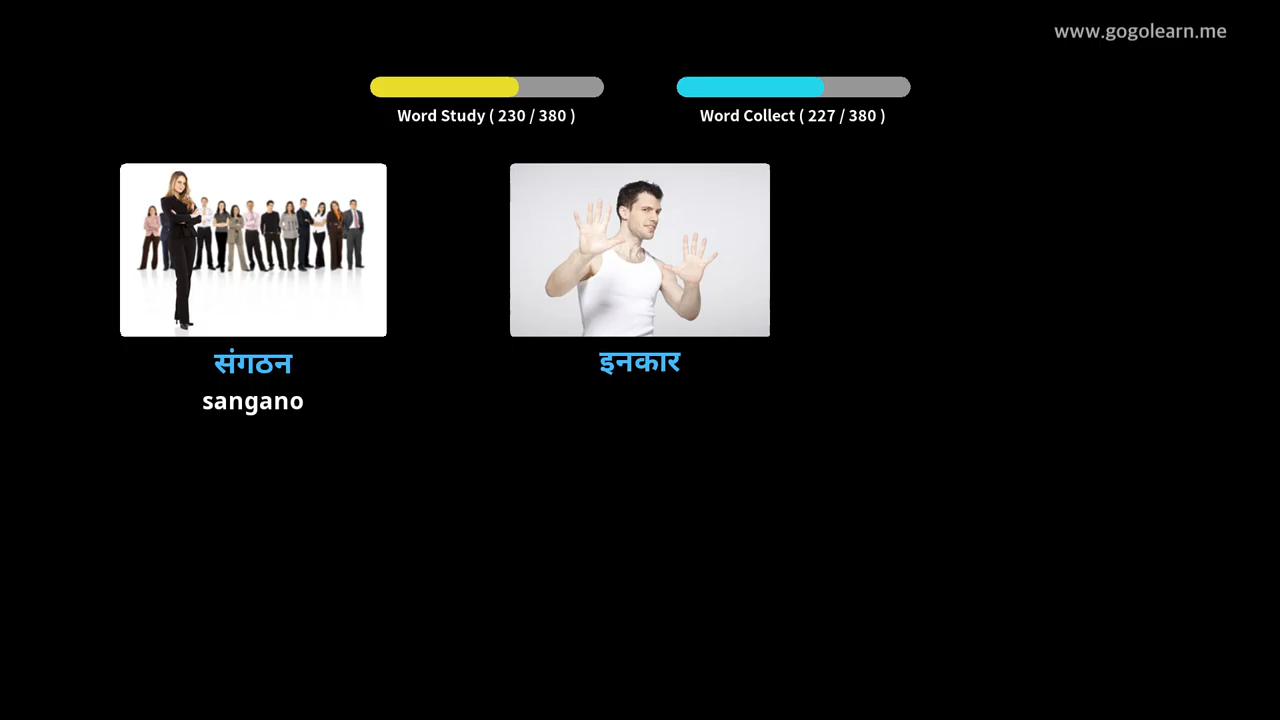 www.gogolearn.me
Word Study ( 230 / 380 )
Word Collect ( 227 / 380 )
संगठन
इनकार
sangano